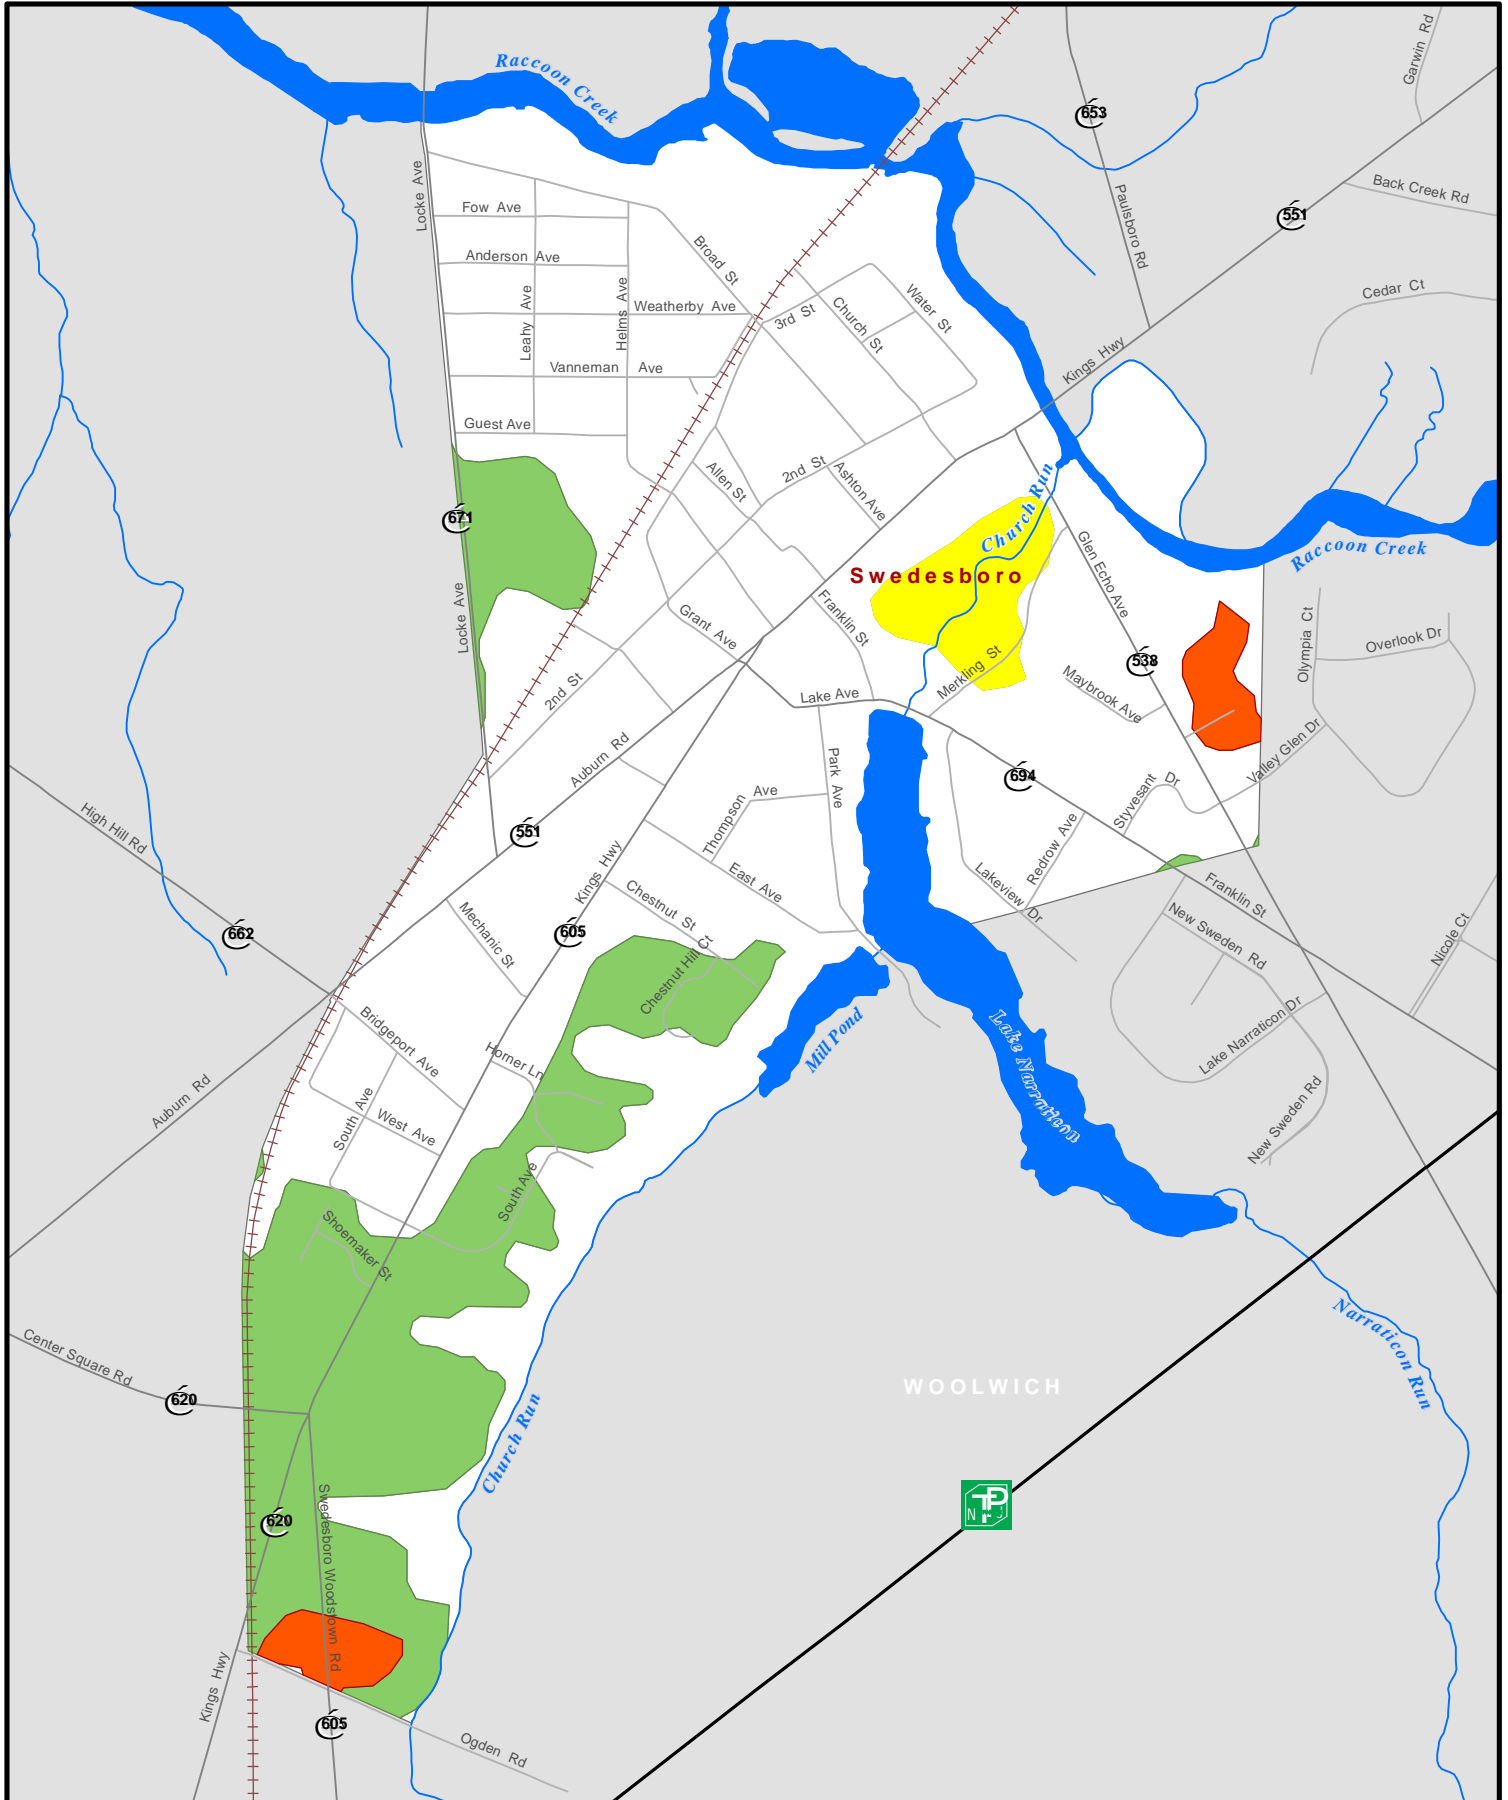 Raccoon Creek
Garwin Rd
653
Locke Ave
Back Creek Rd
Paulsboro Rd
551
Fow Ave
Broad St
Anderson Ave
Cedar Ct
Leahy Ave
Helms Ave
Weatherby Ave
3rd St
Church St
Water St
Kings Hwy
Vanneman Ave
Guest Ave
Allen St
2nd St
Ashton Ave
Church Run
671
Raccoon Creek
Glen Echo Ave
Swedesboro
Locke Ave
Grant Ave
Franklin St
Olympia Ct
Overlook Dr
538
Merkling St
Maybrook Ave
2nd St
Lake Ave
Auburn Rd
Park Ave
694
Valley Glen Dr
Thompson Ave
Styvesant Dr
High Hill Rd
551
Redrow Ave
Kings Hwy
East Ave
Lakeview Dr
Franklin St
Chestnut St
New Sweden Rd
Mechanic St
605
662
Chestnut Hill Ct
Nicole Ct
Bridgeport Ave
Mill Pond
Lake Narraticon
Lake Narraticon Dr
Horner Ln
Auburn Rd
South Ave
West Ave
New Sweden Rd
South Ave
Shoemaker St
Narraticon Run
Center Square Rd
WOOLWICH
620
Church Run
620
Swedesboro Woodstown Rd
N
TP
Kings Hwy
605
Ogden Rd